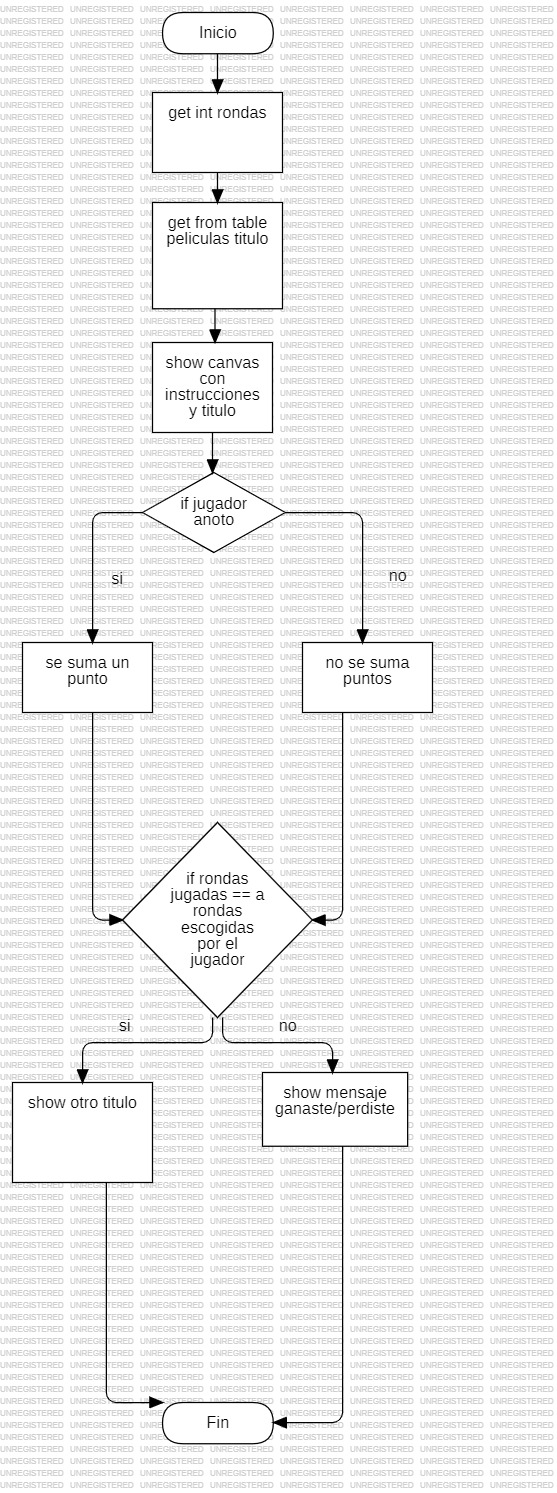 Inicio
get int rondas
get from table
peliculas titulo
show canvas
con
instrucciones
y titulo
if jugador
anoto
si
no
se suma un
punto
no se suma
puntos
if rondas
jugadas == a
rondas
escogidas
por el
jugador
si
no
show otro titulo
show mensaje
ganaste/perdiste
Fin
UNREGISTERED